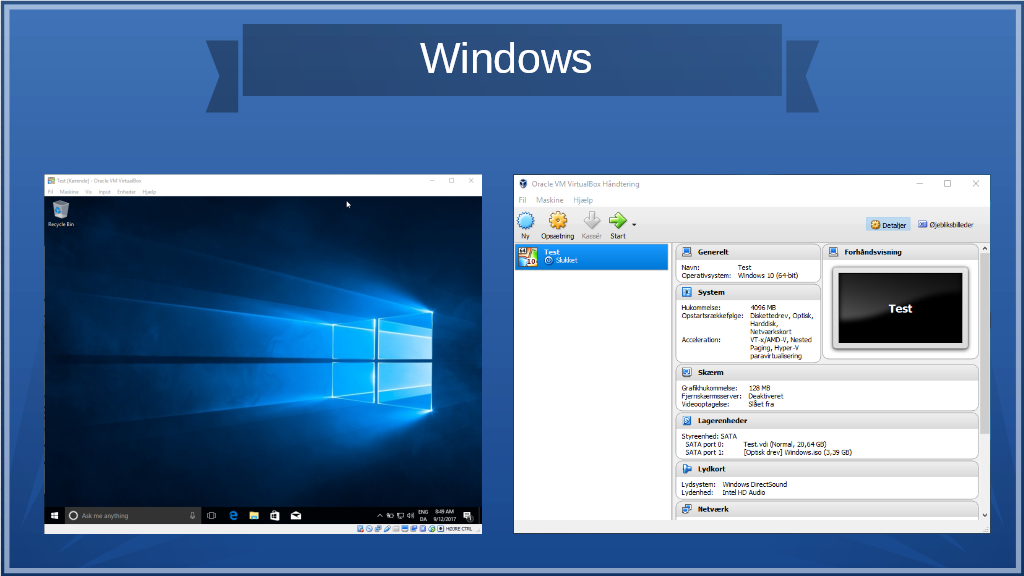 Windows
Test [Kørende] - Oracle VM VirtualBox
Fil Maskine Vis Input Enheder Hjælp
Recycle Bin
Ask me anything
ENG
DA
8:49 AM
9/12/2017
HØJRE CTRL
Oracle VM VirtualBox Håndtering
Fil Maskine Hjælp
Ny Opsætning Kassér Start
Detaljer Øjebliksbilleder
64
10
Test
Slukket
Generelt
Navn: Test
Operativsystem: Windows 10 (64-bit)
System
Hukommelse: 4096 MB
Opstartsrækkefølge: Diskettedrev, Optisk,
Harddisk,
Netværkskort
Acceleration: VT-x/AMD-V, Nested
Paging, Hyper-V
paravirtualisering
Forhåndsvisning
Test
Skærm
Grafikhukommelse: 128 MB
Fjernskærmsserver: Deaktiveret
Videooptagelse: Slået fra
Lagerenheder
Styreenhed: SATA
SATA port 0: Test.vdi (Normal, 20,64 GB)
SATA port 1: [Optisk drev] Windows.iso (3,39 GB)
Lydkort
Lydsystem: Windows DirectSound
Lydenhed: Intel HD Audio
Netværk